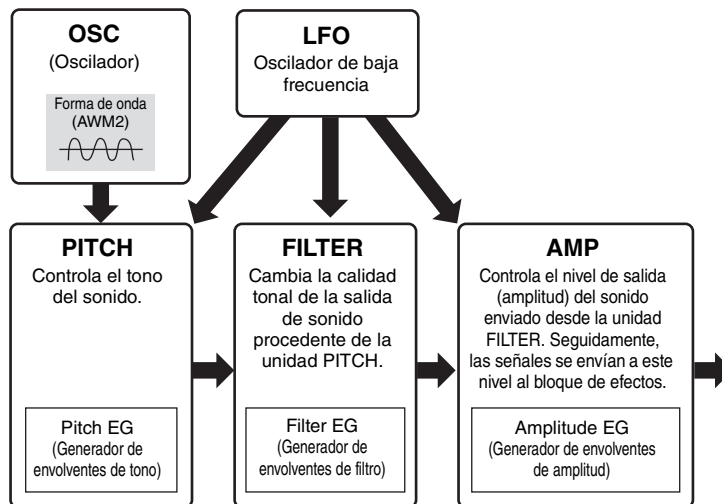 OSC
(Oscilador)
Forma de onda
(AWM2)
LFO
Oscilador de baja
frecuencia
PITCH
Controla el tono
del sonido.
Pitch EG
(Generador de
envolventes de tono)
FILTER
Cambia la calidad
tonal de la salida
de sonido
procedente de la
unidad PITCH.
Filter EG
(Generador de
envolventes de filtro)
AMP
Controla el nivel de salida
(amplitud) del sonido
enviado desde la unidad
FILTER. Seguidamente,
las señales se envían a este
nivel al bloque de efectos.
Amplitude EG
(Generador de envolventes
de amplitud)